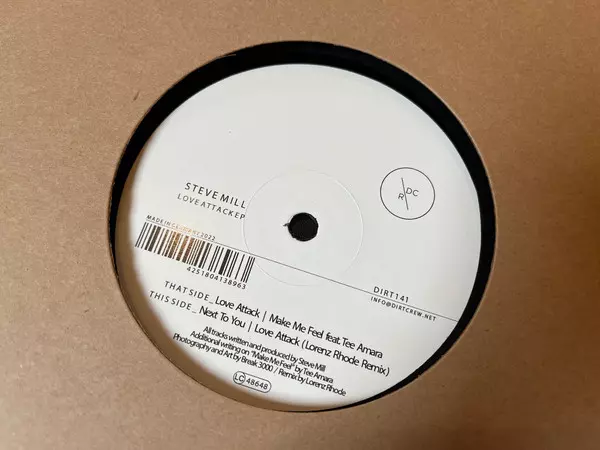 STEVE MILL
LOVE ATTACK EP
DC
R
MADE IN GERMANY 2022
4251804138963
DIRT141
INFO@DIRTCREW.NET
THAT SIDE_ Love Attack | Make Me Feel feat. Tee Amara
THIS SIDE_ Next To You | Love Attack (Lorenz Rhode Remix)
All tracks written and produced by Steve Mill
Additional writing on "Make Me Feel" by Tee Amara
Photography and Art by Break 3000 / Remix by Lorenz Rhode
LC 48648